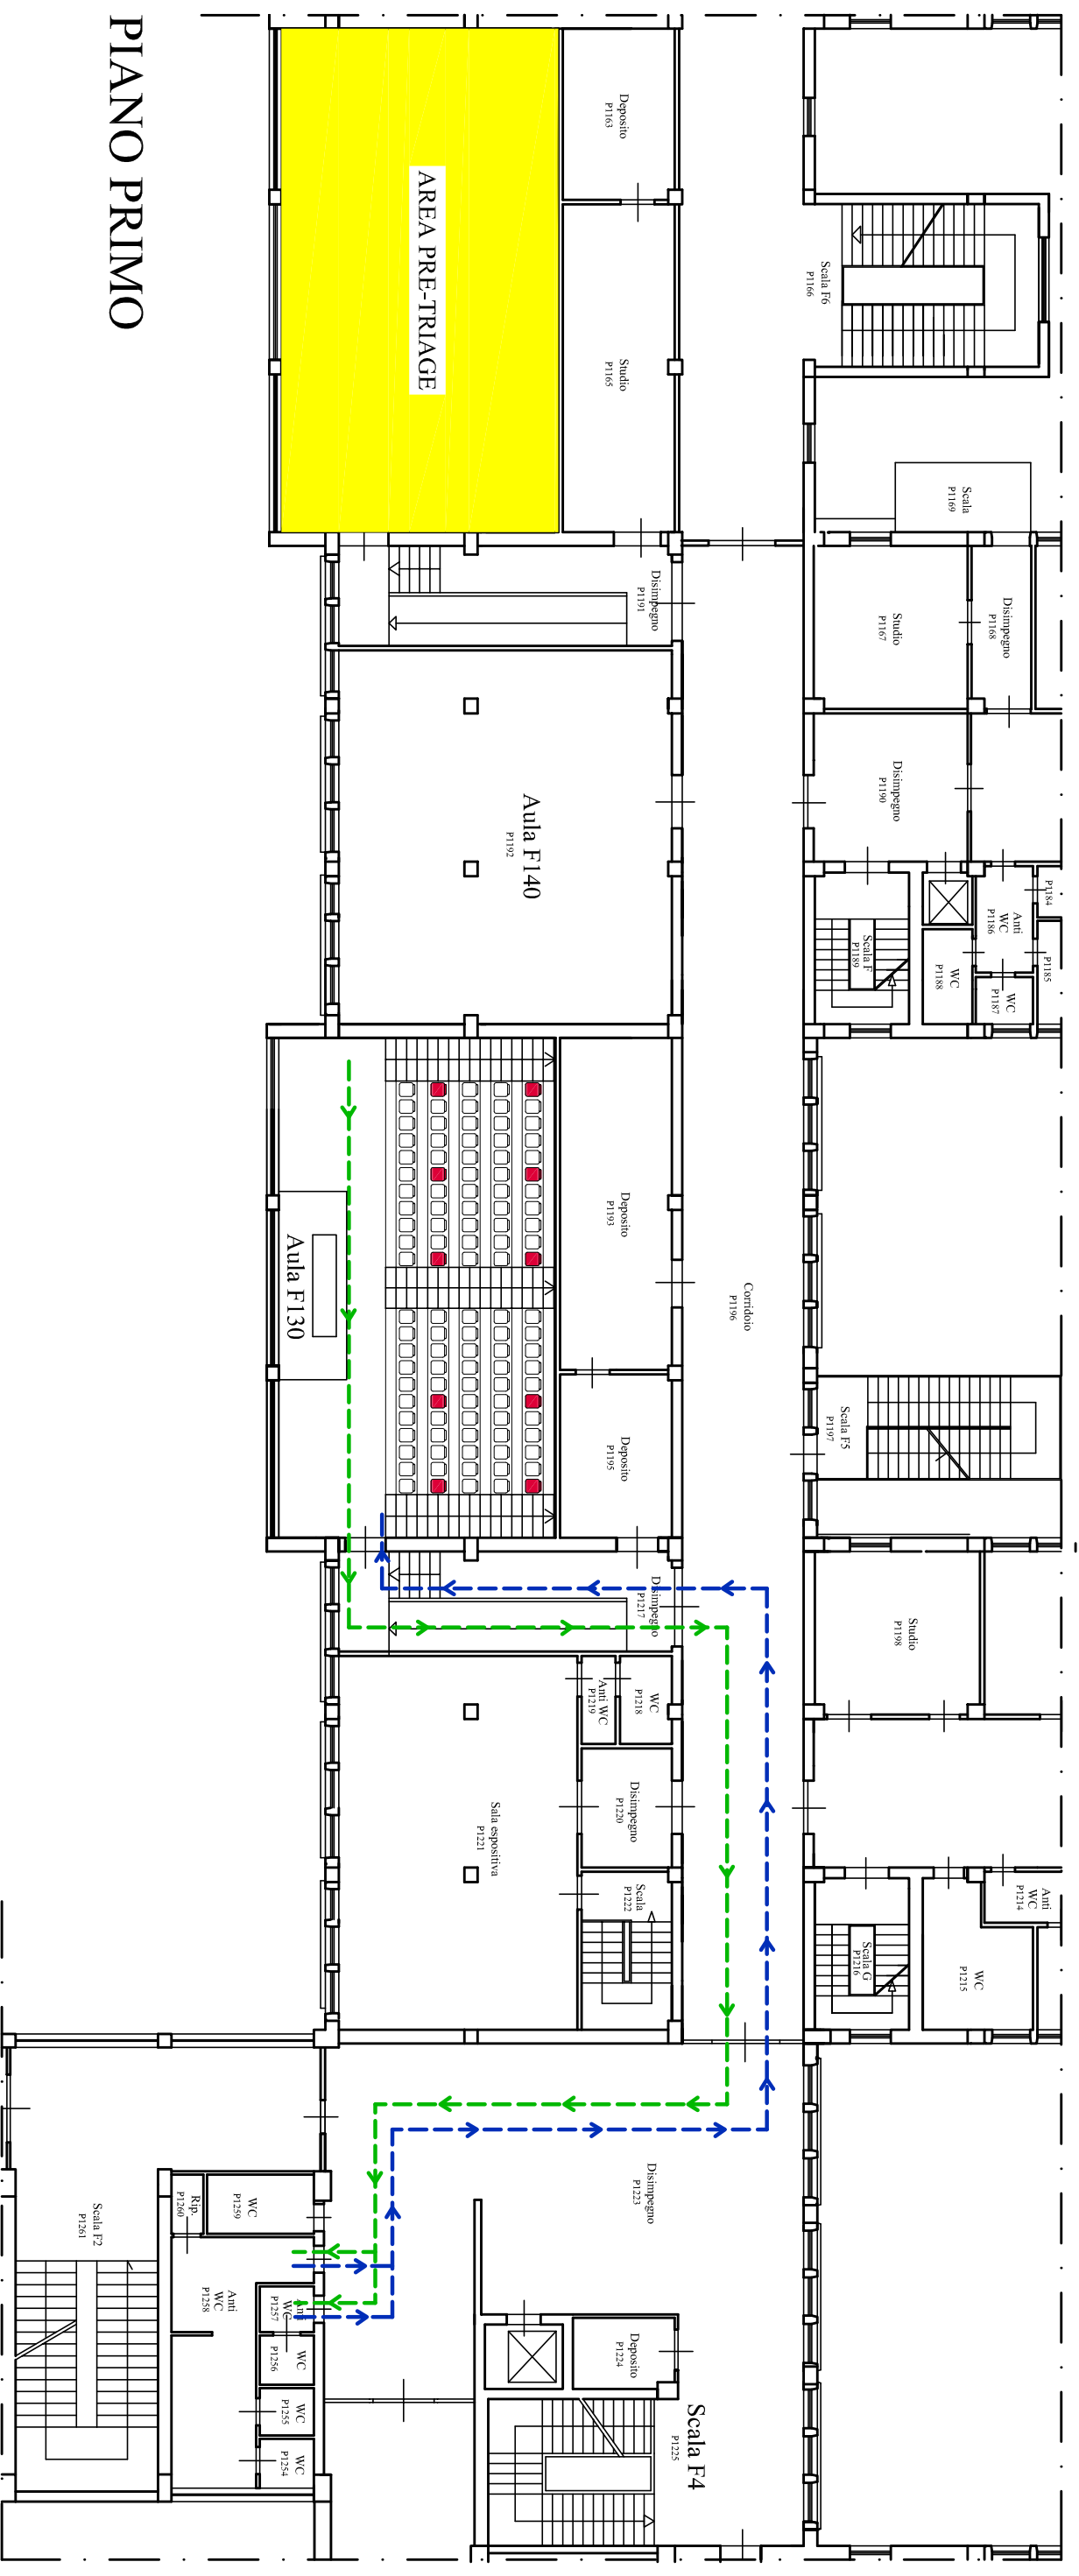 PIANO PRIMO
AREA PRE-TRIAGE
Deposito
P1163
Studio
P1165
Scala F6
P1166
Scala
P1169
Disimpegno
P1191
Studio
P1167
Disimpegno
P1168
Aula F140
P1192
Disimpegno
P1190
Scala F
P1189
WC
P1188
Anti
WC
P1186
WC
P1187
P1184
P1185
Aula F130
Deposito
P1193
Deposito
P1195
Corridoio
P1196
Scala F5
P1197
Disimpegno
P1217
Studio
P1198
Anti WC
P1219
WC
P1218
Disimpegno
P1220
Sala espositiva
P1221
Scala
P1222
Scala G
P1216
WC
P1215
Anti
WC
P1214
Disimpegno
P1223
Scala F2
P1261
Rip.
P1260
WC
P1259
Anti
WC
P1258
Anti
WC
P1257
WC
P1256
WC
P1255
WC
P1254
Deposito
P1224
Scala F4
P1225